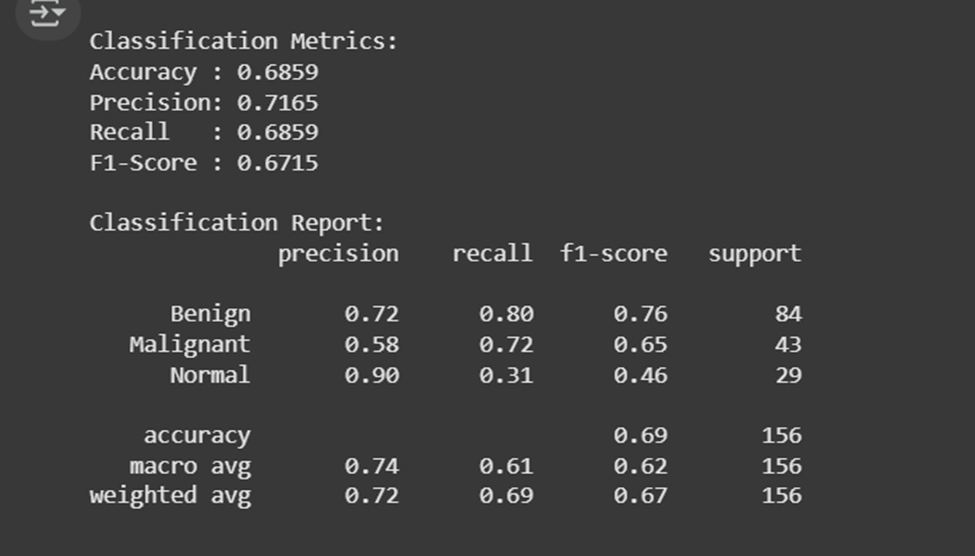 Classification Metrics:
Accuracy : 0.6859
Precision: 0.7165
Recall   : 0.6859
F1-Score : 0.6715
Classification Report:
precision    recall  f1-score   support
Benign       0.72      0.80      0.76        84
Malignant       0.58      0.72      0.65        43
Normal       0.90      0.31      0.46        29
accuracy                           0.69       156
macro avg       0.74      0.61      0.62       156
weighted avg       0.72      0.69      0.67       156